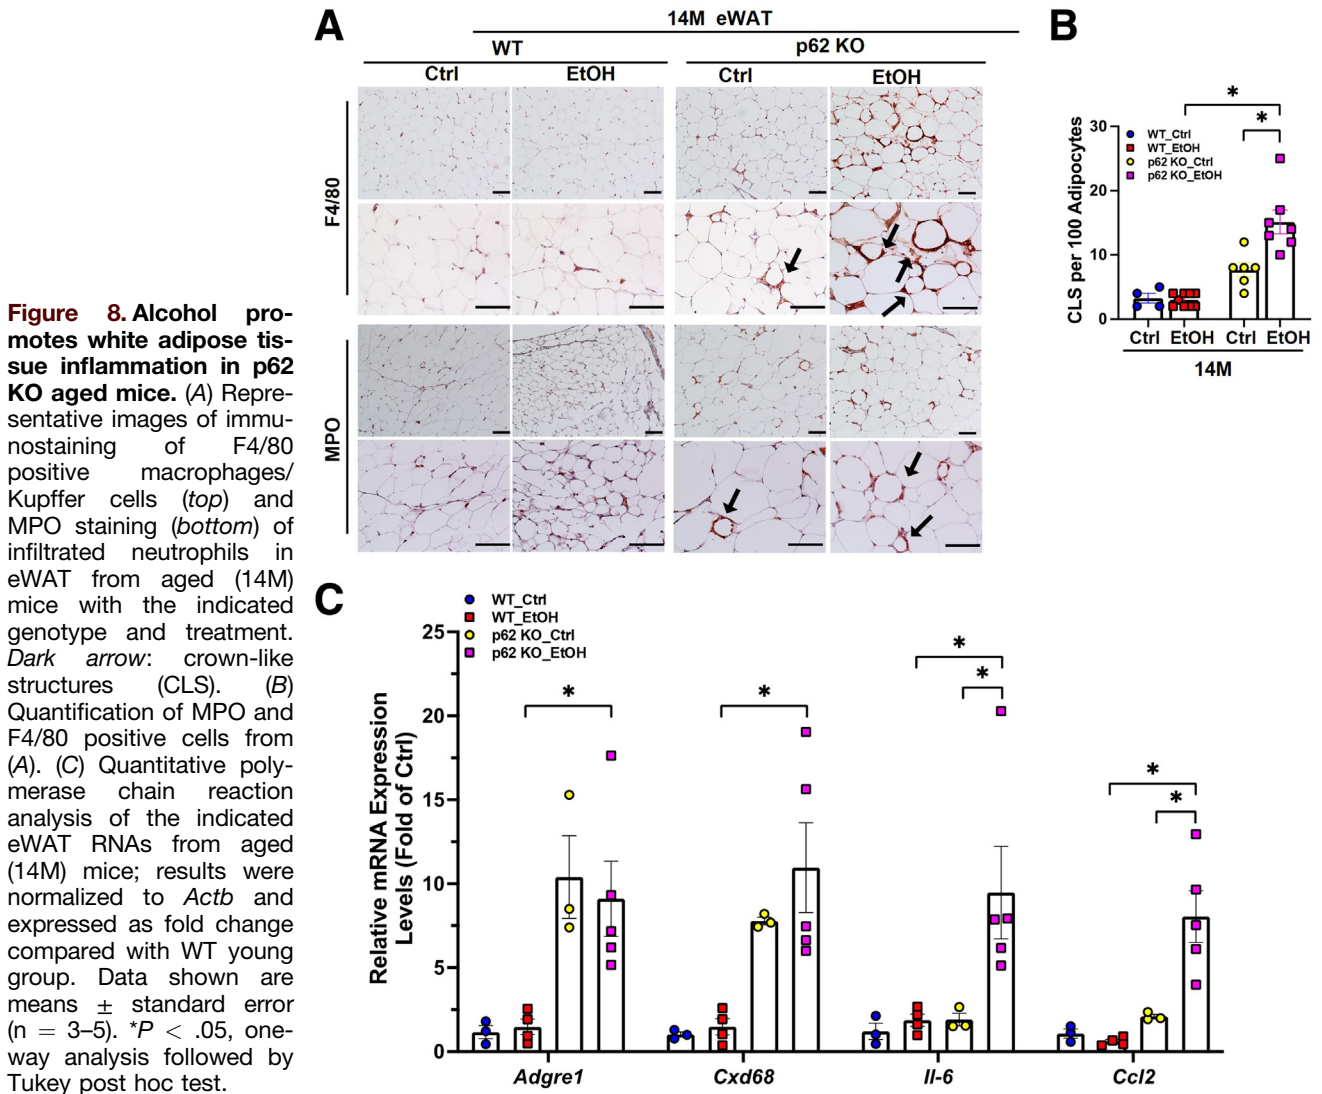 A
14M eWAT
WT
p62 KO
Ctrl
EtOH
Ctrl
EtOH
F4/80
MPO
B
CLS per 100 Adipocytes
30
20
10
0
WT_Ctrl
WT_EtOH
p62 KO_Ctrl
p62 KO_EtOH
*
*
Ctrl EtOH Ctrl EtOH
14M
Figure 8. Alcohol pro-
motes white adipose tis-
sue inflammation in p62
KO aged mice. (A) Repre-
sentative images of immu-
nostaining of F4/80
positive macrophages/
Kupffer cells (top) and
MPO staining (bottom) of
infiltrated neutrophils in
eWAT from aged (14M)
mice with the indicated
genotype and treatment.
Dark arrow: crown-like
structures (CLS). (B)
Quantification of MPO and
F4/80 positive cells from
(A). (C) Quantitative poly-
merase chain reaction
analysis of the indicated
eWAT RNAs from aged
(14M) mice; results were
normalized to Actb and
expressed as fold change
compared with WT young
group. Data shown are
means ± standard error
(n = 3–5). *P < .05, one-
way analysis followed by
Tukey post hoc test.
C
WT_Ctrl
WT_EtOH
p62 KO_Ctrl
p62 KO_EtOH
Relative mRNA Expression
Levels (Fold of Ctrl)
25
20
15
10
5
0
*
*
*
*
*
*
Adgre1
Cxd68
Il-6
Ccl2